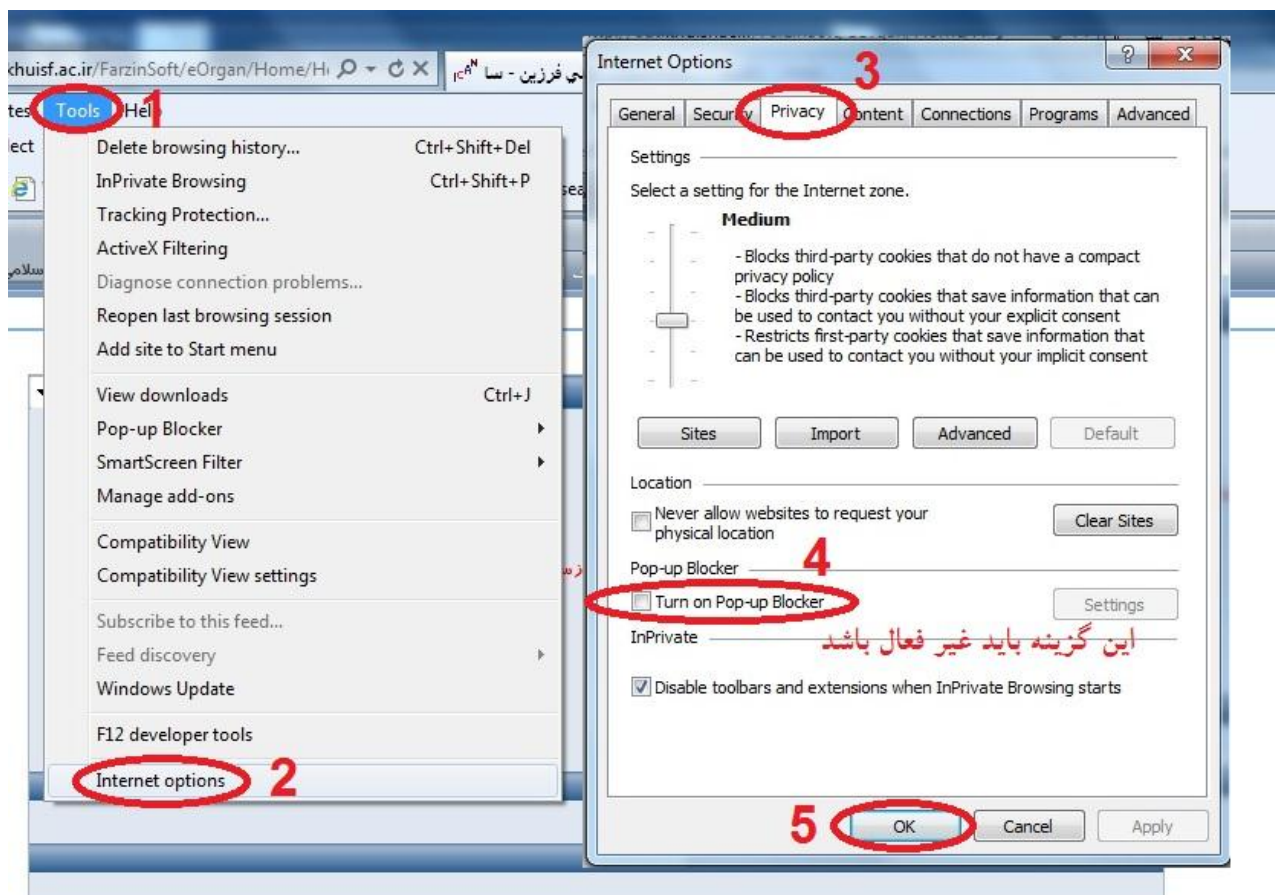 khuisf.ac.ir/FarzinSoft/eOrgan/Home/H
ي فرزين - سا
Tools
1
Help
Delete browsing history... Ctrl+Shift+Del
InPrivate Browsing Ctrl+Shift+P
Tracking Protection...
ActiveX Filtering
Diagnose connection problems...
Reopen last browsing session
Add site to Start menu
View downloads Ctrl+J
Pop-up Blocker
SmartScreen Filter
Manage add-ons
Compatibility View
Compatibility View settings
Subscribe to this feed...
Feed discovery
Windows Update
F12 developer tools
Internet options 2
Internet Options
3
General Security Privacy Content Connections Programs Advanced
Settings
Select a setting for the Internet zone.
Medium
- Blocks third-party cookies that do not have a compact
privacy policy
- Blocks third-party cookies that save information that can
be used to contact you without your explicit consent
- Restricts first-party cookies that save information that
can be used to contact you without your implicit consent
Sites Import Advanced Default
Location
Never allow websites to request your
physical location
Clear Sites
4
Pop-up Blocker
Turn on Pop-up Blocker Settings
InPrivate
این گزینه باید غیر فعال باشد
Disable toolbars and extensions when InPrivate Browsing starts
5 OK Cancel Apply